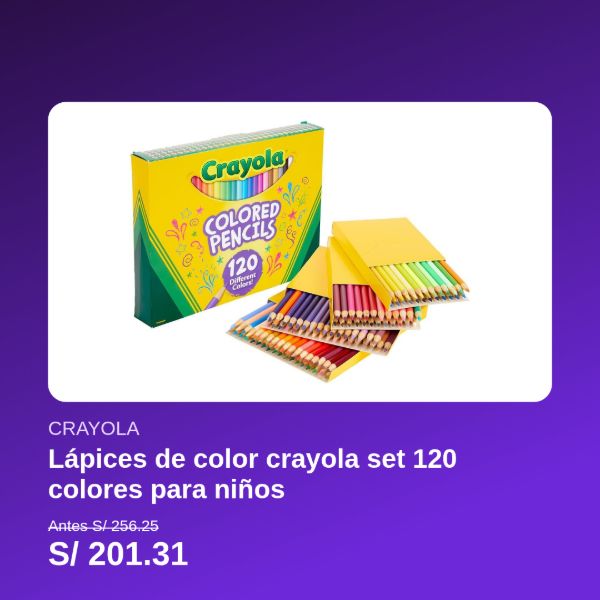 Crayola
COLORED
PENCILS
120
Different
Colors!
CRAYOLA
Lápices de color crayola set 120
colores para niños
Antes S/ 256.25
S/ 201.31